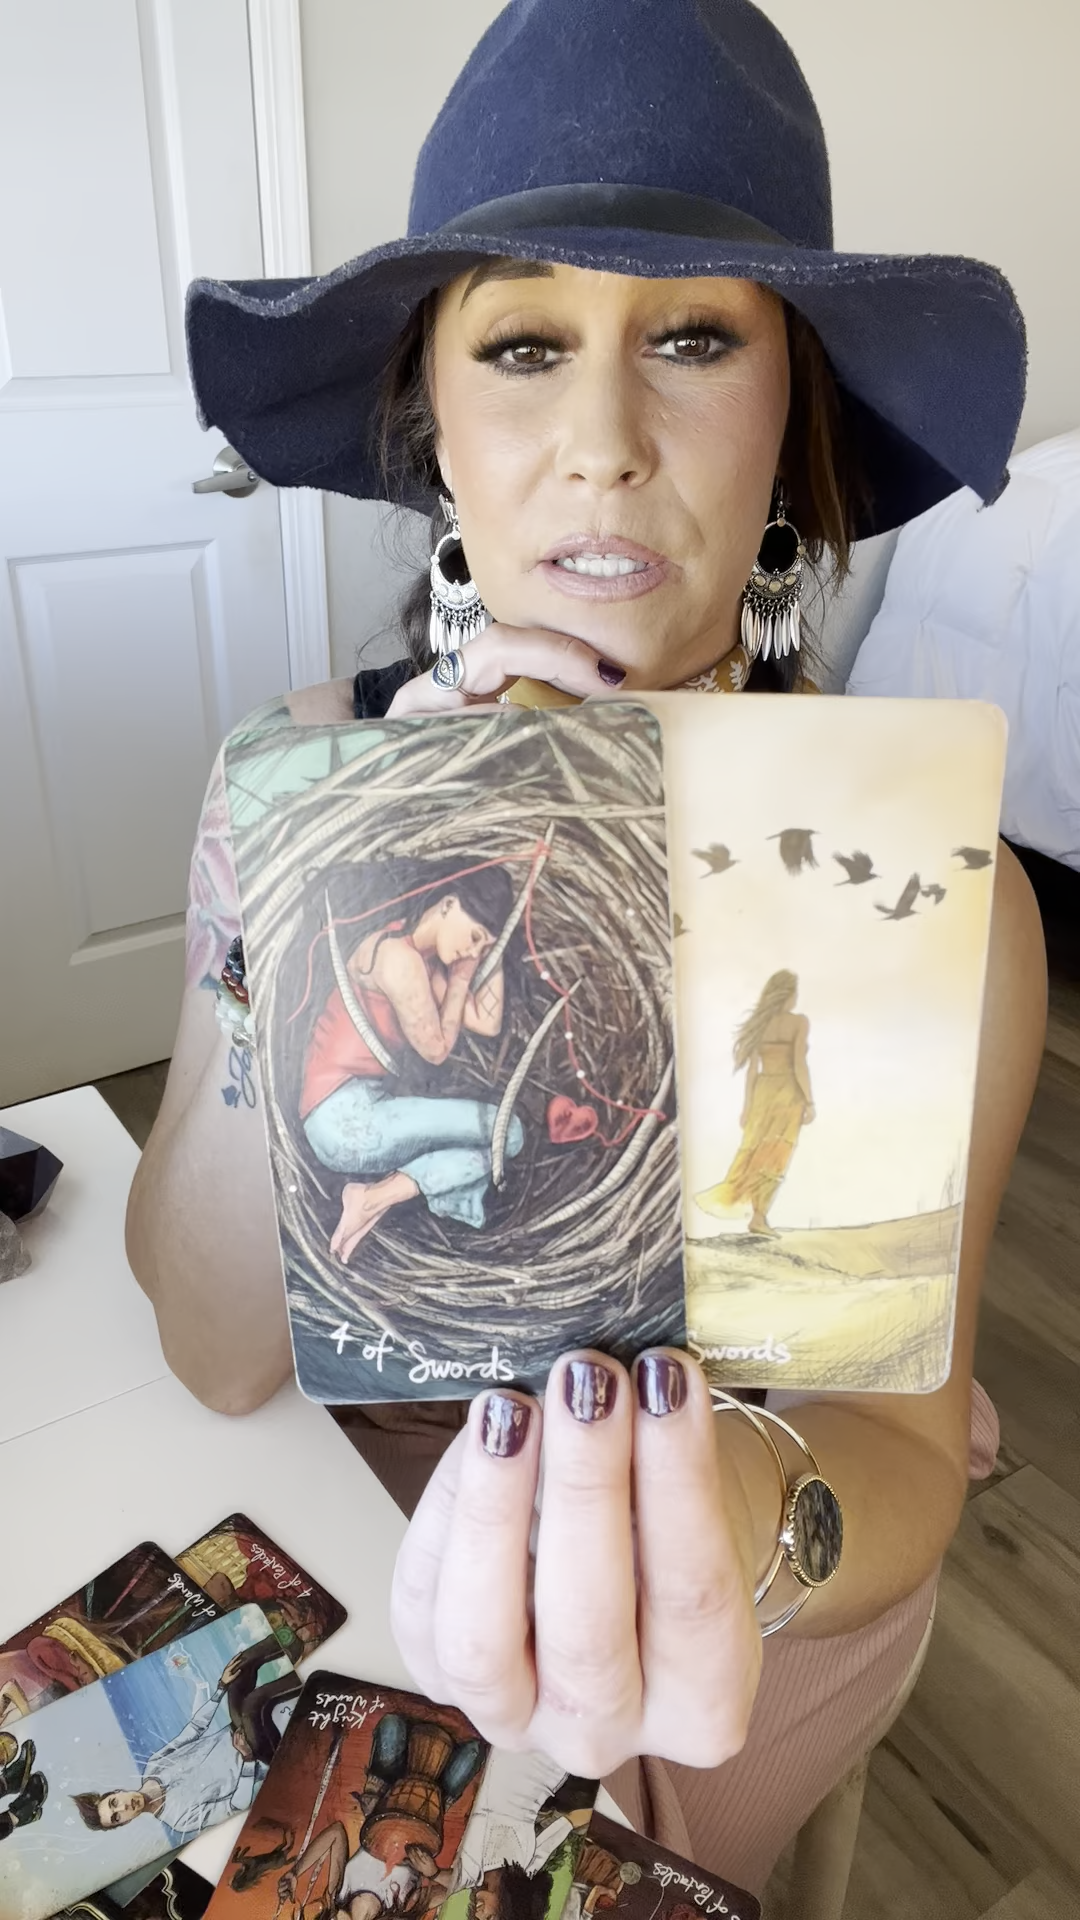 4 of Swords
Swords
4 of Pentacles
of Wands
Knight
of Wands
of Pentacles